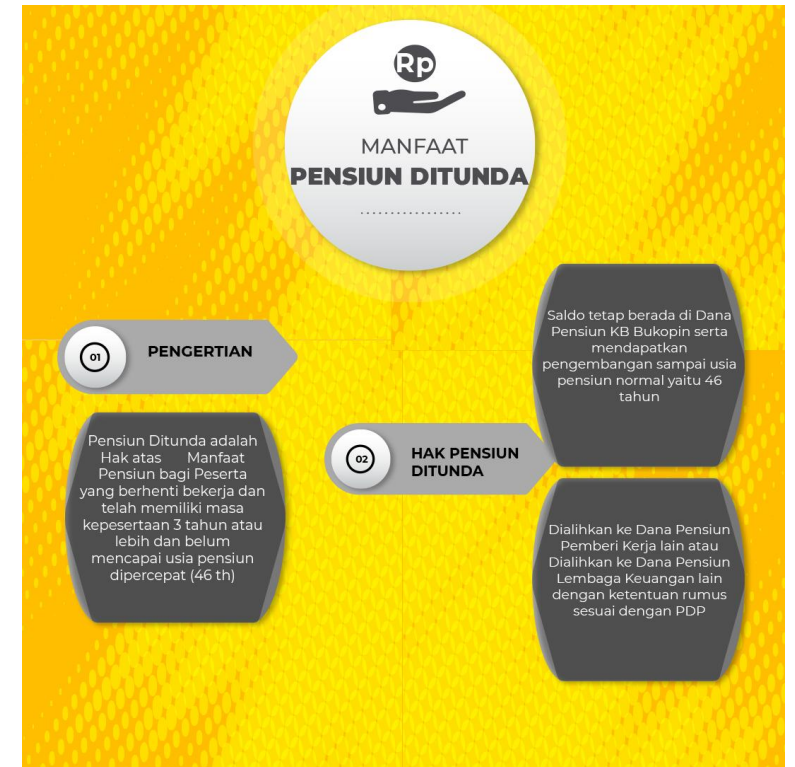 Rp
MANFAAT
PENSIUN DITUNDA
.................
01
PENGERTIAN
Pensiun Ditunda adalah
Hak atas Manfaat
Pensiun bagi Peserta
yang berhenti bekerja dan
telah memiliki masa
kepesertaan 3 tahun atau
lebih dan belum
mencapai usia pensiun
dipercepat (46 th)
02
HAK PENSIUN
DITUNDA
Saldo tetap berada di Dana
Pensiun KB Bukopin serta
mendapatkan
pengembangan sampai usia
pensiun normal yaitu 46
tahun
Dialihkan ke Dana Pensiun
Pemberi Kerja lain atau
Dialihkan ke Dana Pensiun
Lembaga Keuangan lain
dengan ketentuan rumus
sesuai dengan PDP